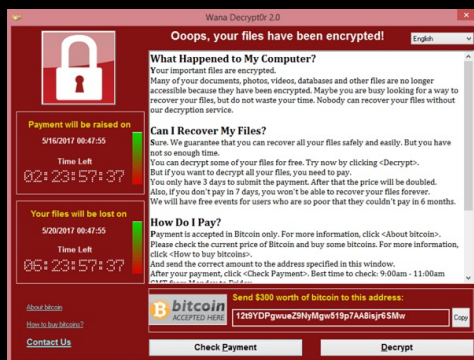 Wana Decrypt0r 2.0
Ooops, your files have been encrypted!
English
What Happened to My Computer?
Your important files are encrypted.
Many of your documents, photos, videos, databases and other files are no longer
accessible because they have been encrypted. Maybe you are busy looking for a way to
recover your files, but do not waste your time. Nobody can recover your files without
our decryption service.
Can I Recover My Files?
Sure. We guarantee that you can recover all your files safely and easily. But you have
not so enough time.
You can decrypt some of your files for free. Try now by clicking <Decrypt>.
But if you want to decrypt all your files, you need to pay.
You only have 3 days to submit the payment. After that the price will be doubled.
Also, if you don't pay in 7 days, you won't be able to recover your files forever.
We will have free events for users who are so poor that they couldn't pay in 6 months.
How Do I Pay?
Payment is accepted in Bitcoin only. For more information, click <About bitcoin>.
Please check the current price of Bitcoin and buy some bitcoins. For more information,
click <How to buy bitcoins>.
And send the correct amount to the address specified in this window.
After your payment, click <Check Payment>. Best time to check: 9:00am - 11:00am
GMT from Monday to Friday
Payment will be raised on
5/16/2017 00:47:55
Time Left
02:23:57:37
Your files will be lost on
5/20/2017 00:47:55
Time Left
06:23:57:37
About bitcoin
How to buy bitcoins?
Contact Us
bitcoin
ACCEPTED HERE
Send $300 worth of bitcoin to this address:
12t9YDPgwueZ9NyMgw519p7AA8isjr6SMw
Copy
Check Payment
Decrypt